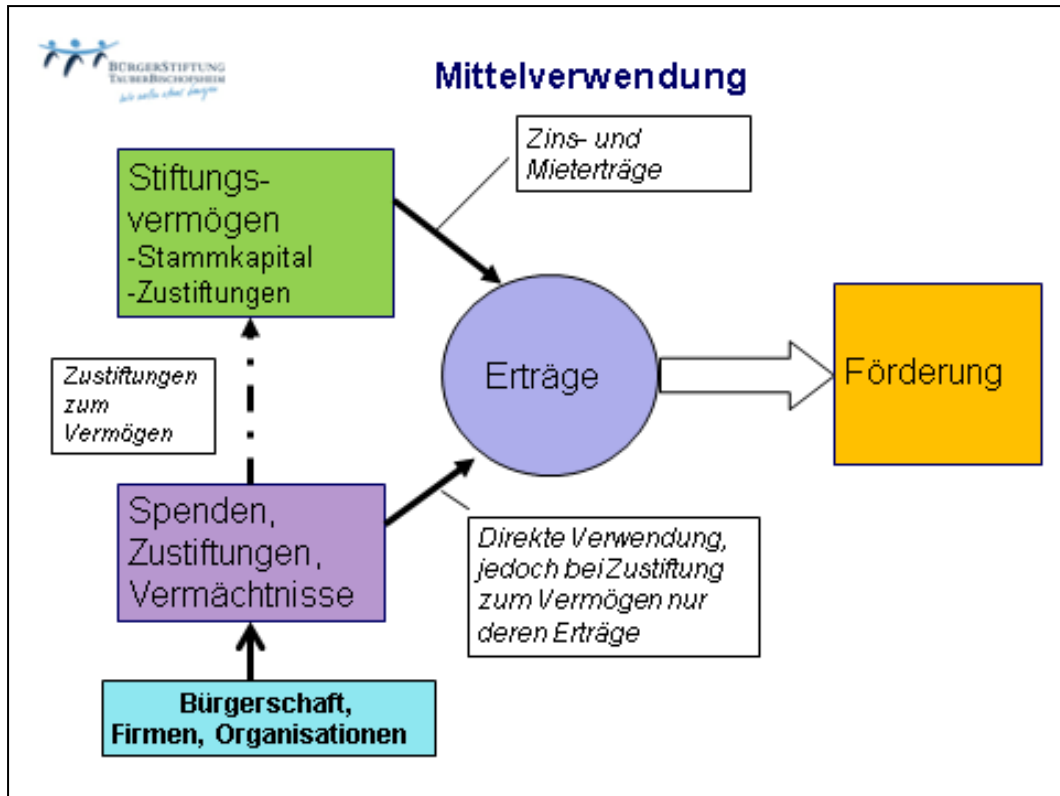 BÜRGERSTIFTUNG
TAUBERBISCHOFSHEIM
Mittelverwendung
Zins- und
Mieterträge
Stiftungs-
vermögen
-Stammkapital
-Zustiftungen
Erträge
Förderung
Zustiftungen
zum
Vermögen
Spenden,
Zustiftungen,
Vermächtnisse
Direkte Verwendung,
jedoch bei Zustiftung
zum Vermögen nur
deren Erträge
Bürgerschaft,
Firmen, Organisationen